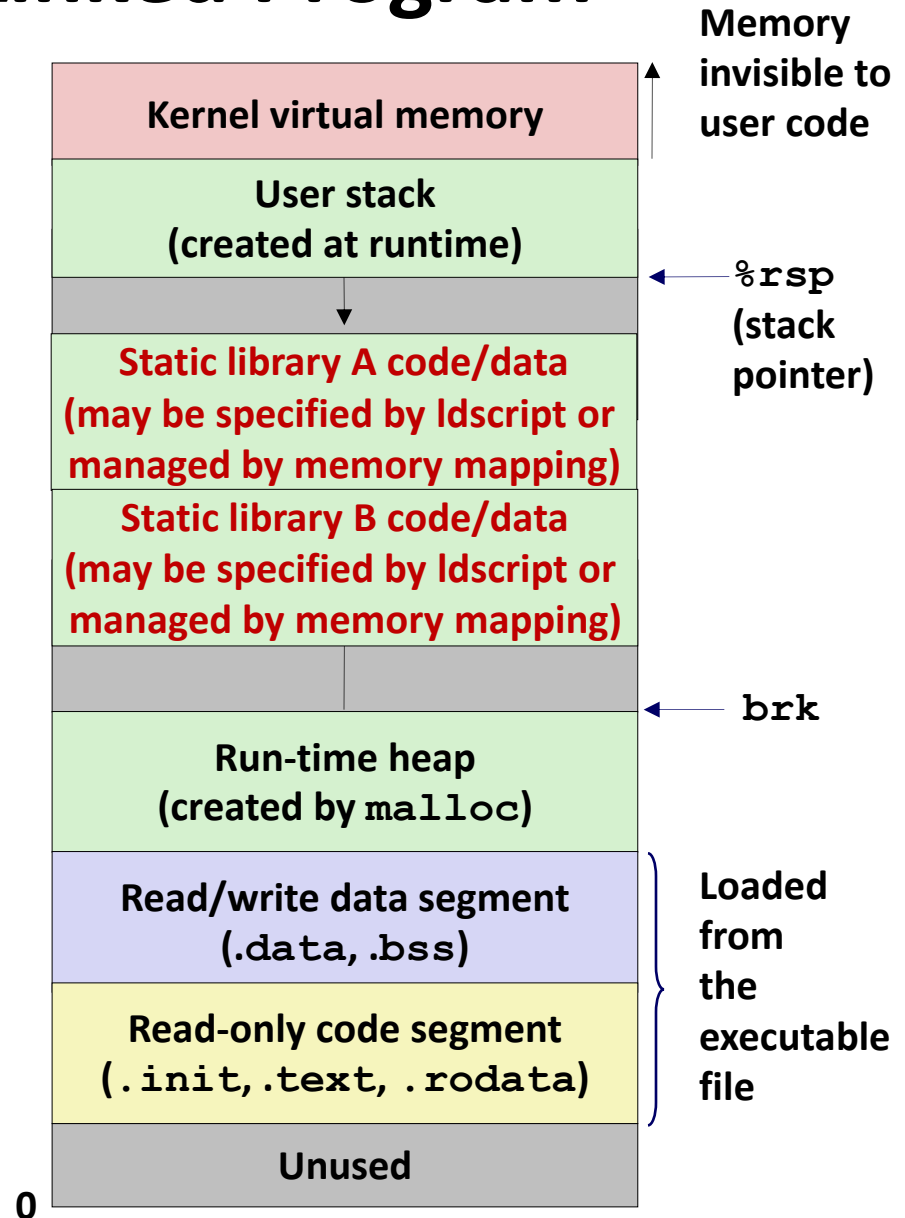 Program
Memory
invisible to
user code
Kernel virtual memory
User stack
(created at runtime)
%rsp
(stack
pointer)
Static library A code/data
(may be specified by ldscript or
managed by memory mapping)
Static library B code/data
(may be specified by ldscript or
managed by memory mapping)
brk
Run-time heap
(created by malloc)
Read/write data segment
(.data, .bss)
Loaded
from
the
executable
file
Read-only code segment
(.init, .text, .rodata)
Unused
0